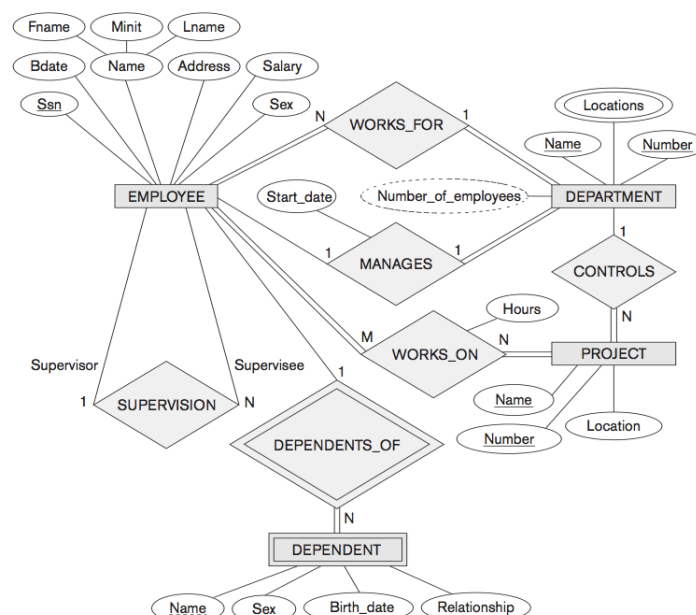 Fname
Minit
Lname
Bdate
Name
Address
Salary
Ssn
Sex
N
WORKS_FOR
1
Locations
Name
Number
EMPLOYEE
Start_date
Number_of_employees
DEPARTMENT
1
MANAGES
1
1
CONTROLS
N
Hours
M
WORKS_ON
N
PROJECT
Supervisor
Supervisee
1
SUPERVISION
N
1
Name
Number
Location
DEPENDENTS_OF
N
DEPENDENT
Name
Sex
Birth_date
Relationship